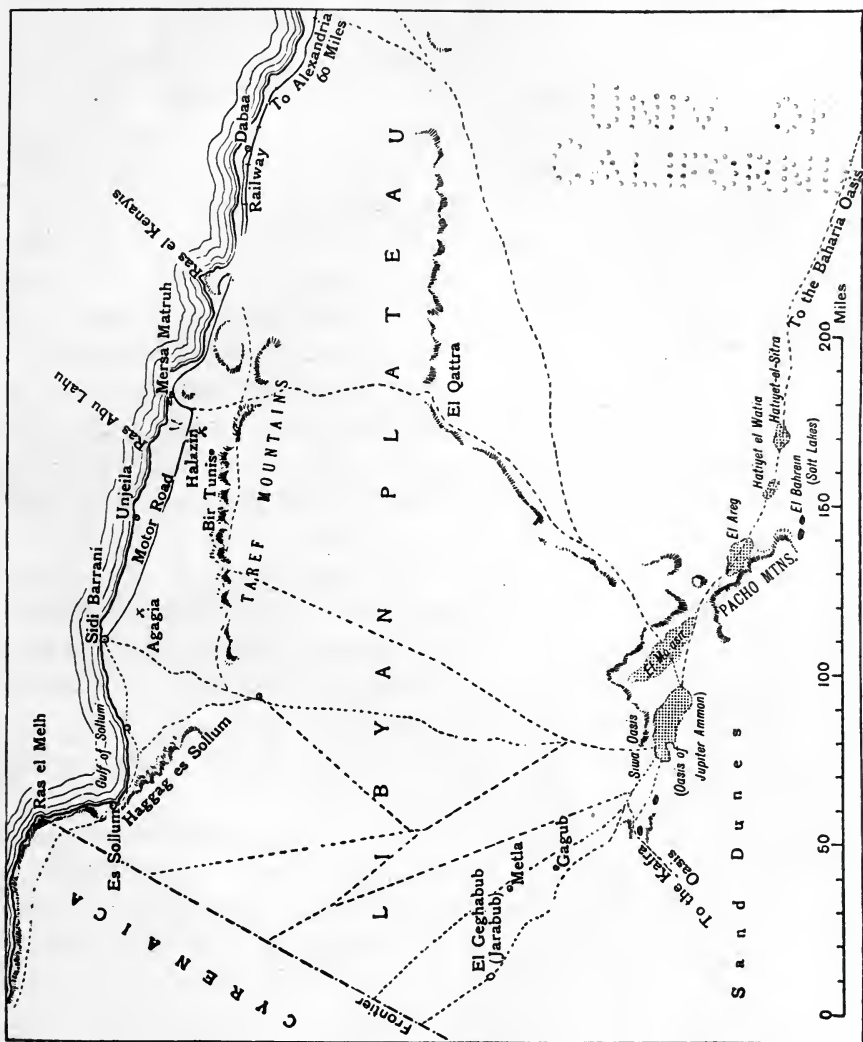 Ras el Melh
Gulf of Sollum
Es Sollum
Haggag es Sollum
Sidi Barrani
Agagia
Unjeila
Motor Road
Ras Abu Lahu
Mersa Matruh
Halazin
Bir Tunis
Ras el Kenayis
Dabaa
Railway
To Alexandria
60 Miles
TAREF MOUNTAINS
CYRENAICA
LIBYAN PLATEAU
Frontier
El Qattra
El Geghabub
(Jarabub)
Metla
Gagub
To the Kafra
Oasis
Siwa Oasis
(Oasis of
Jupiter Ammon)
PACHO MTNS.
El Areg
Hatiyet el Watia
Hatiyet-el-Sitra
El Bahrein
(Salt Lakes)
To the Baharia Oasis
Sand Dunes
0 50 100 150 200
Miles
UNIV. OF
CALIFORNIA